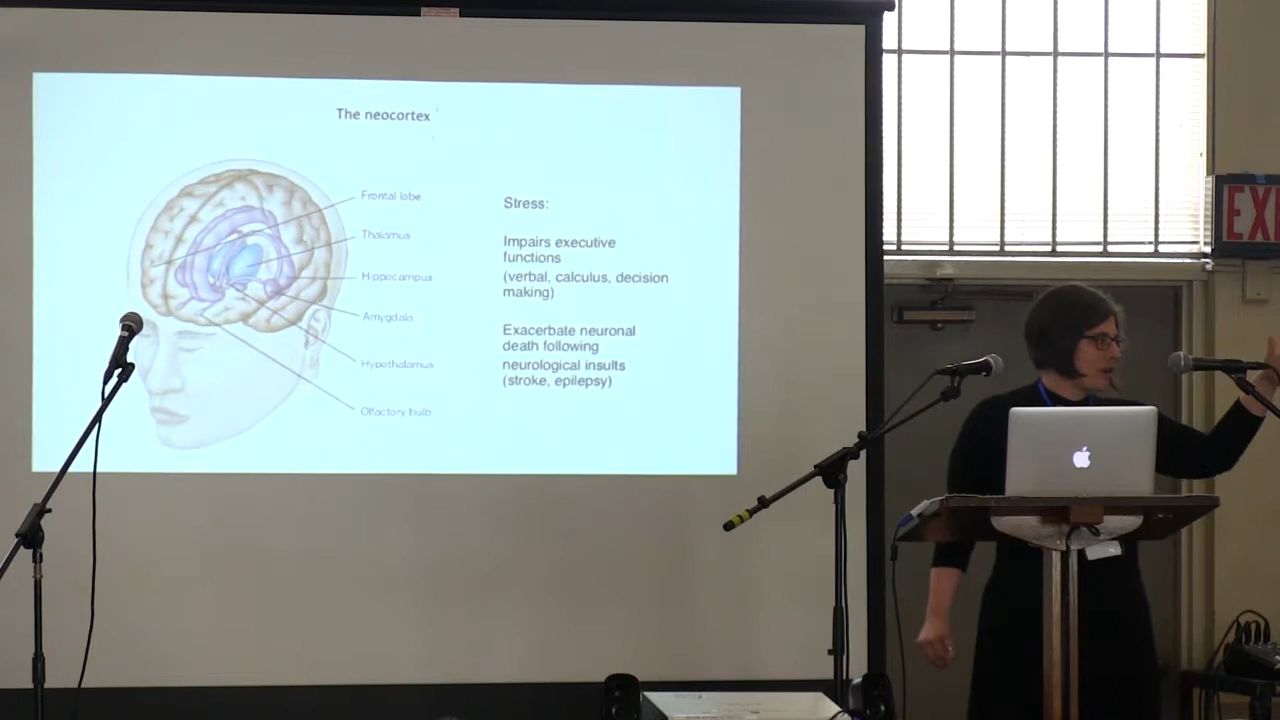 The neocortex
Frontal lobe
Thalamus
Hippocampus
Amygdala
Hypothalamus
Olfactory bulb
Stress:
Impairs executive
functions
(verbal, calculus, decision
making)
Exacerbate neuronal
death following
neurological insults
(stroke, epilepsy)
EXI